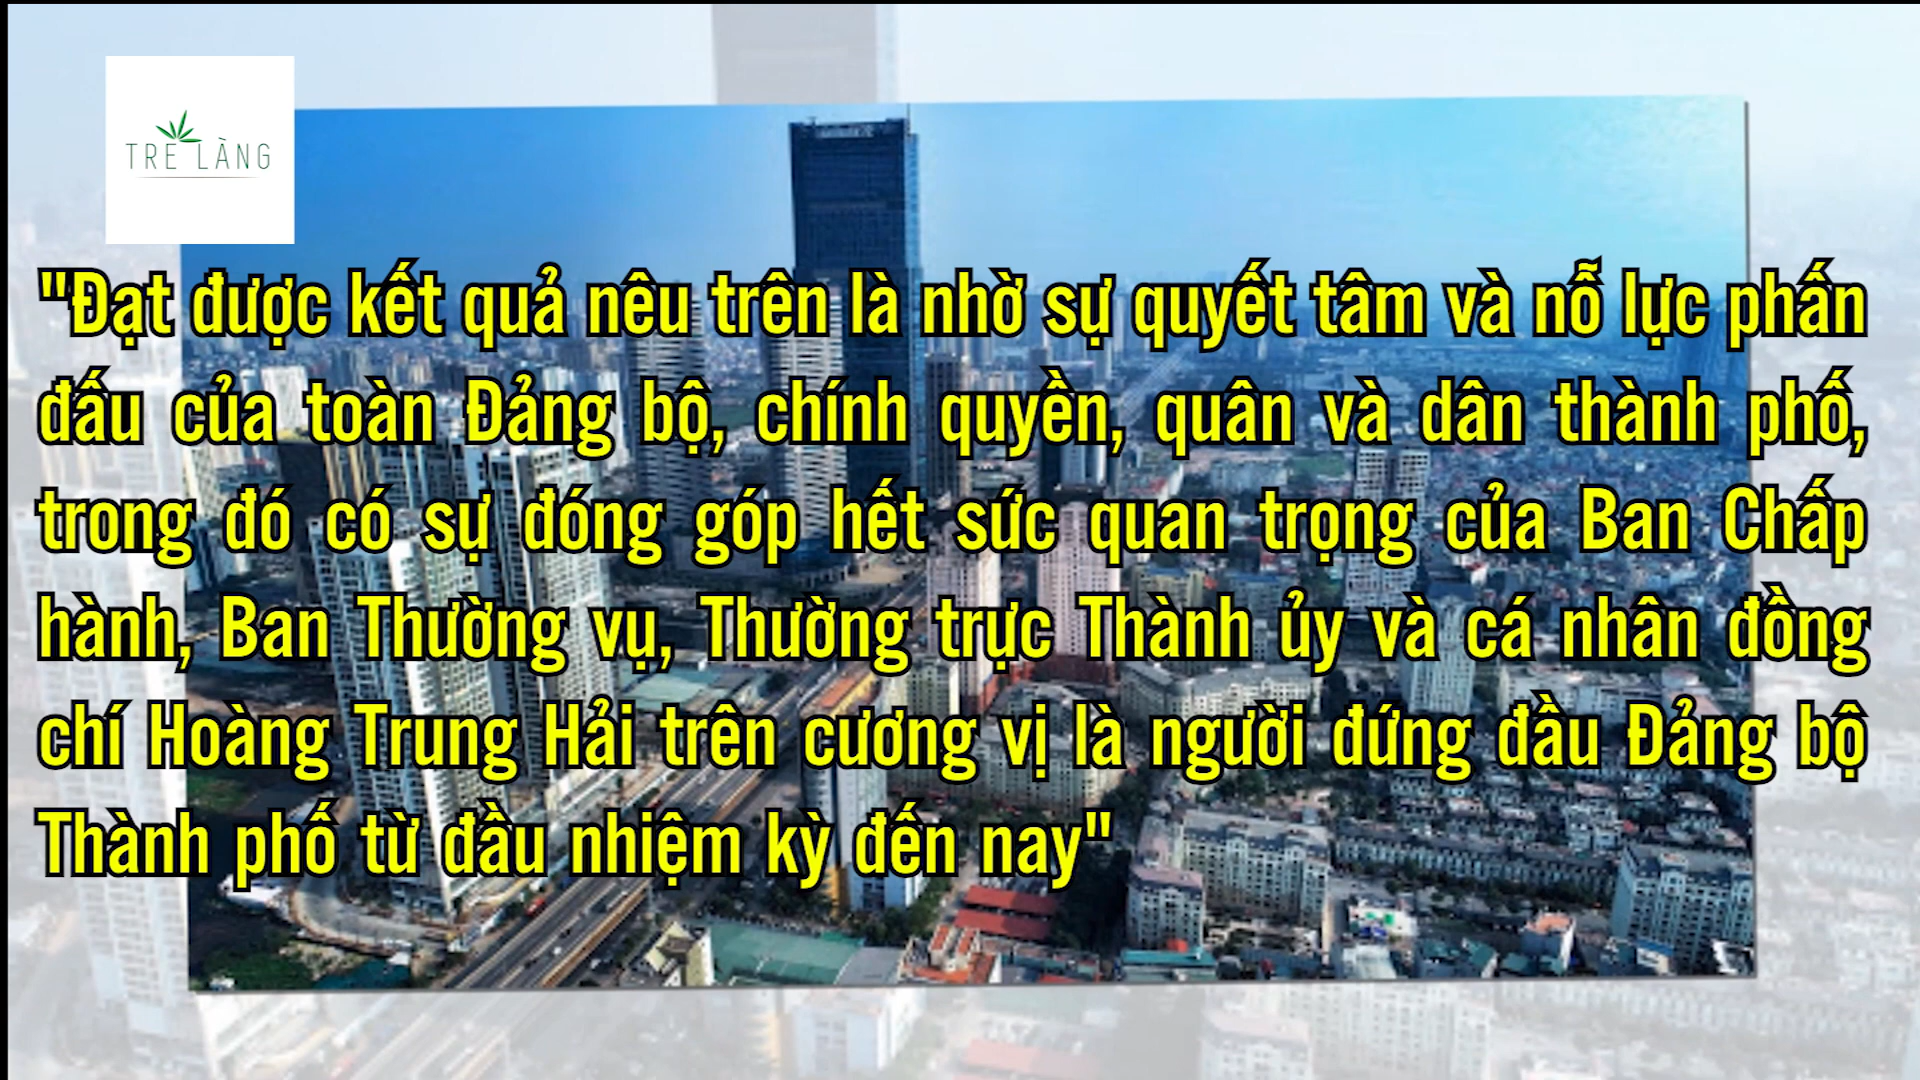 TRE LÀNG
"Đạt được kết quả nêu trên là nhờ sự quyết tâm và nỗ lực phấn
đấu của toàn Đảng bộ, chính quyền, quân và dân thành phố,
trong đó có sự đóng góp hết sức quan trọng của Ban Chấp
hành, Ban Thường vụ, Thường trực Thành ủy và cá nhân đồng
chí Hoàng Trung Hải trên cương vị là người đứng đầu Đảng bộ
Thành phố từ đầu nhiệm kỳ đến nay"